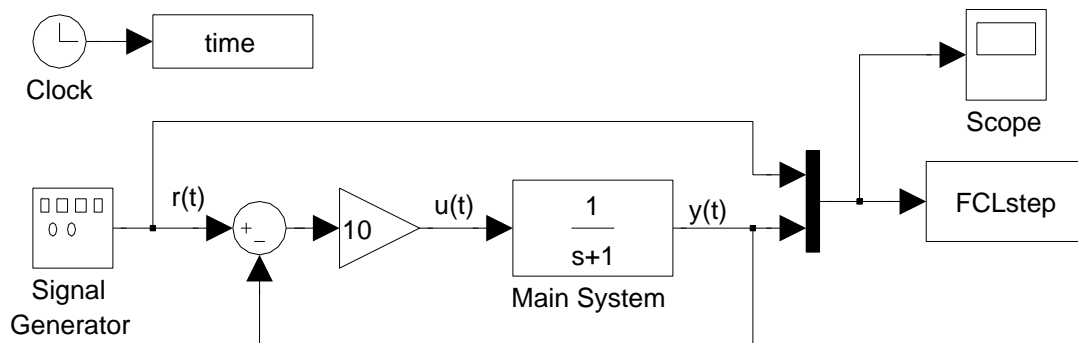 time
Clock
Scope
r(t)
+
−
10
u(t)
1
s+1
y(t)
FCLstep
Signal
Generator
Main System